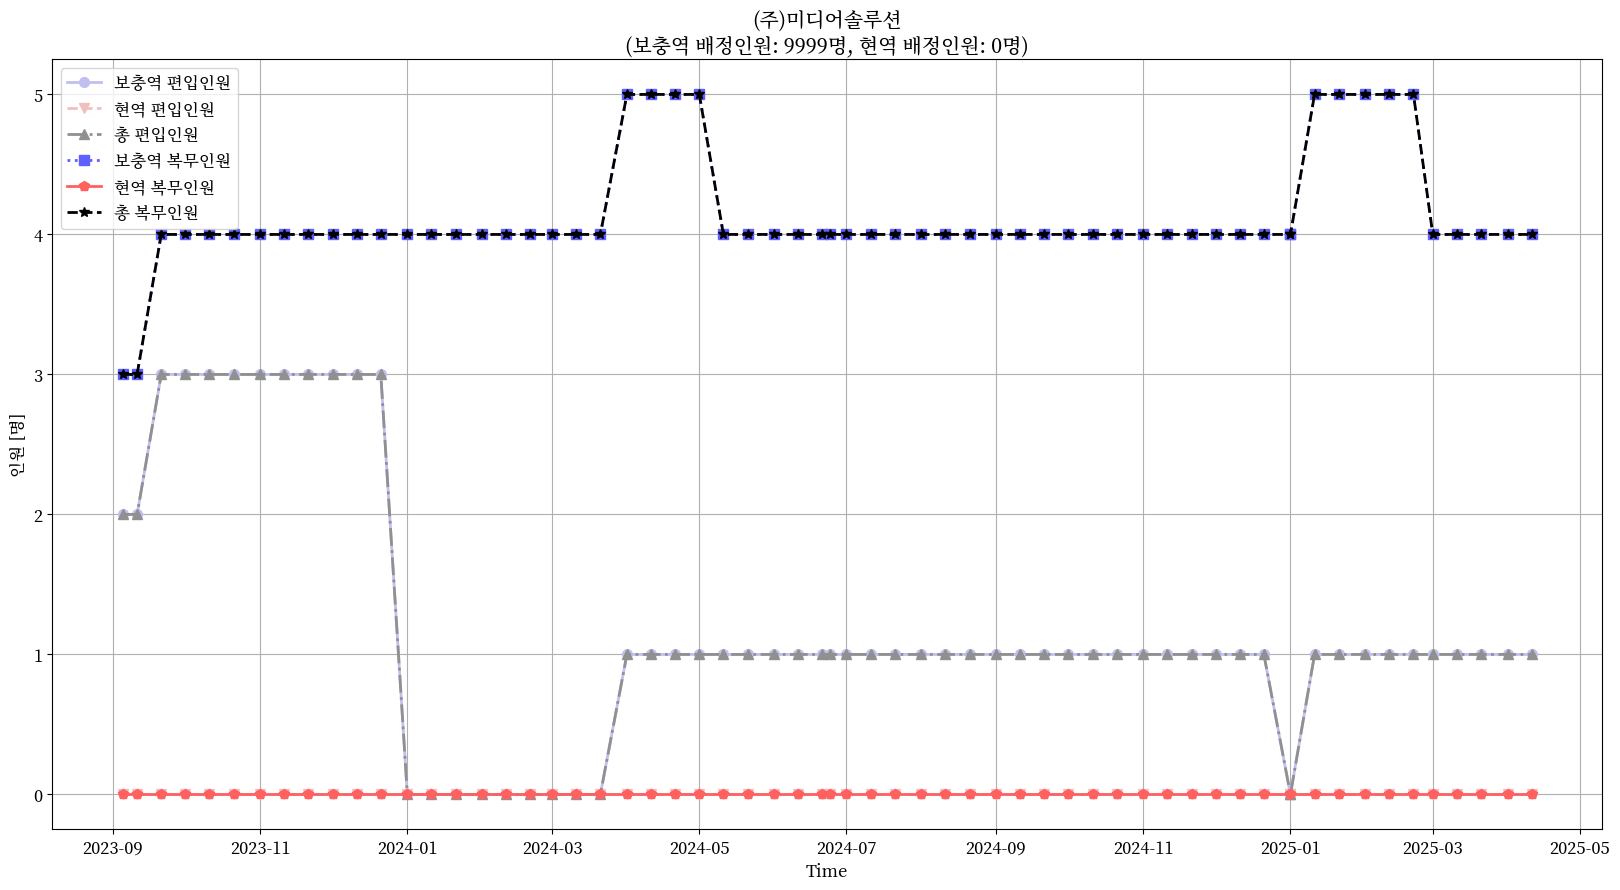 (주)미디어솔루션
(보충역 배정인원: 9999명, 현역 배정인원: 0명)
보충역 편입인원
현역 편입인원
총 편입인원
보충역 복무인원
현역 복무인원
총 복무인원
인원 [명]
5
4
3
2
1
0
2023-09
2023-11
2024-01
2024-03
2024-05
2024-07
2024-09
2024-11
2025-01
2025-03
2025-05
Time